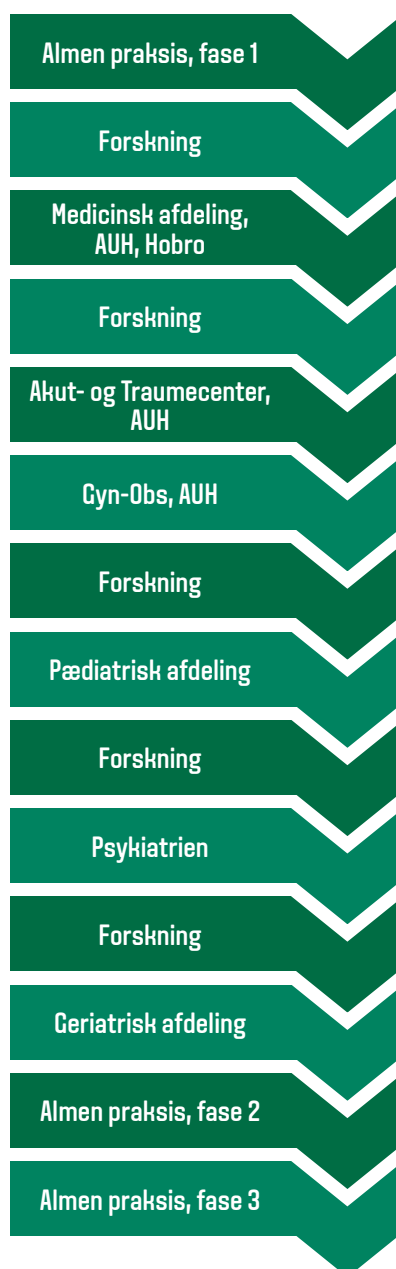 Almen praksis, fase 1
Forskning
Medicinsk afdeling,
AUH, Hobro
Forskning
Akut- og Traumecenter,
AUH
Gyn-Obs, AUH
Forskning
Pædiatrisk afdeling
Forskning
Psykiatrien
Forskning
Geriatrisk afdeling
Almen praksis, fase 2
Almen praksis, fase 3